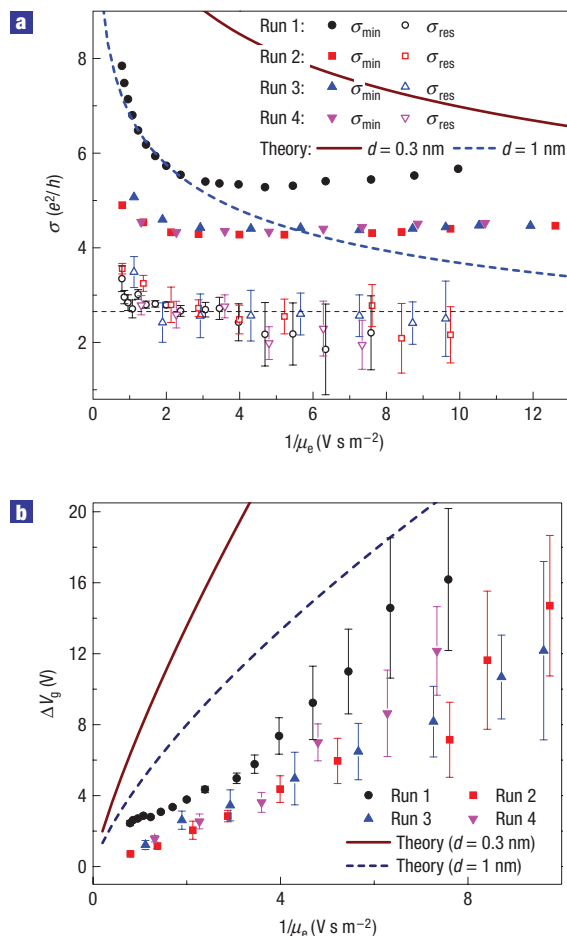 a
Run 1: σmin σres
Run 2: σmin σres
Run 3: σmin σres
Run 4: σmin σres
Theory: d = 0.3 nm d = 1 nm
8
6
4
2
σ (e²/h)
0 2 4 6 8 10 12
1/μe (V s m−2)
b
20
16
12
8
4
0
ΔVg (V)
Run 1 Run 2
Run 3 Run 4
Theory (d = 0.3 nm)
Theory (d = 1 nm)
0 4 8
1/μe (V s m−2)